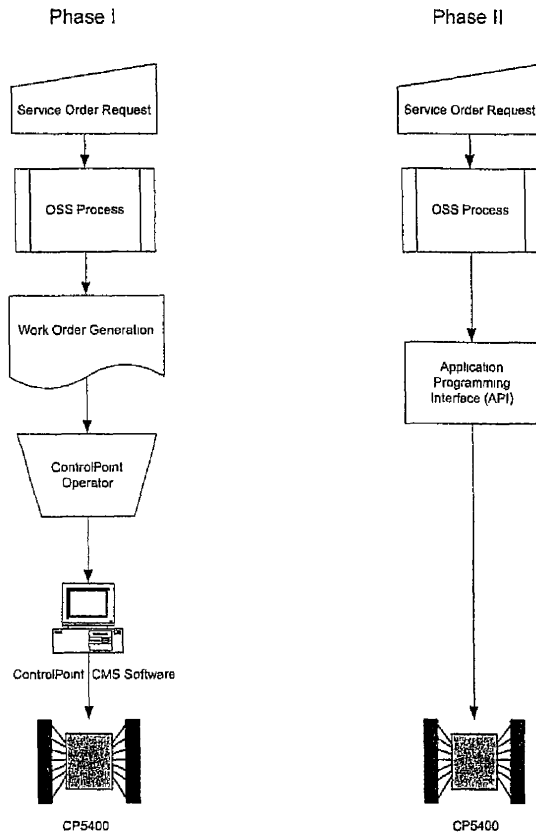 Phase I
Service Order Request
OSS Process
Work Order Generation
ControlPoint
Operator
ControlPoint CMS Software
CP5400
Phase II
Service Order Request
OSS Process
Application
Programming
Interface (API)
CP5400